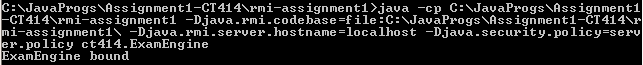 C:\JavaProgs\Assignment1-CT414\rmi-assignment1>java -cp C:\JavaProgs\Assignment1
-CT414\rmi-assignment1 -Djava.rmi.codebase=file:C:\JavaProgs\Assignment1-CT414\r
mi-assignment1\ -Djava.rmi.server.hostname=localhost -Djava.security.policy=serv
er.policy ct414.ExamEngine
ExamEngine bound